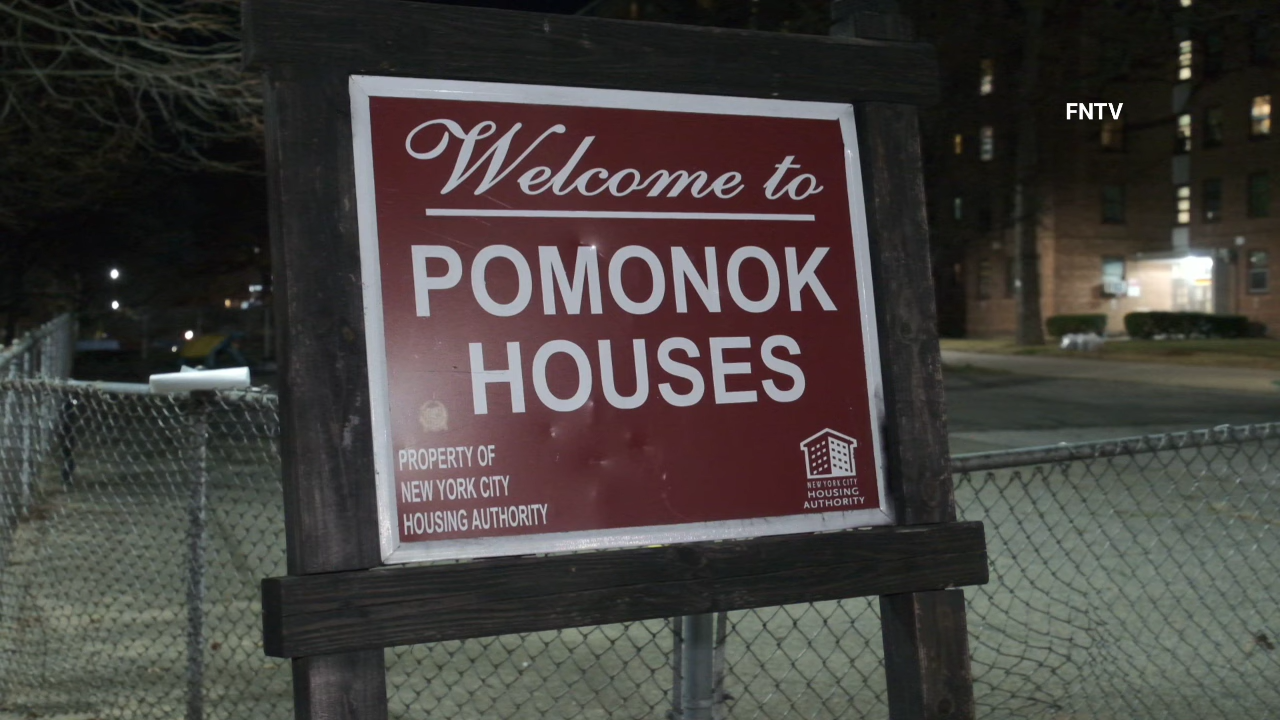 FNTV
Welcome to
POMONOK
HOUSES
PROPERTY OF
NEW YORK CITY
HOUSING AUTHORITY
NEW YORK CITY
HOUSING
AUTHORITY